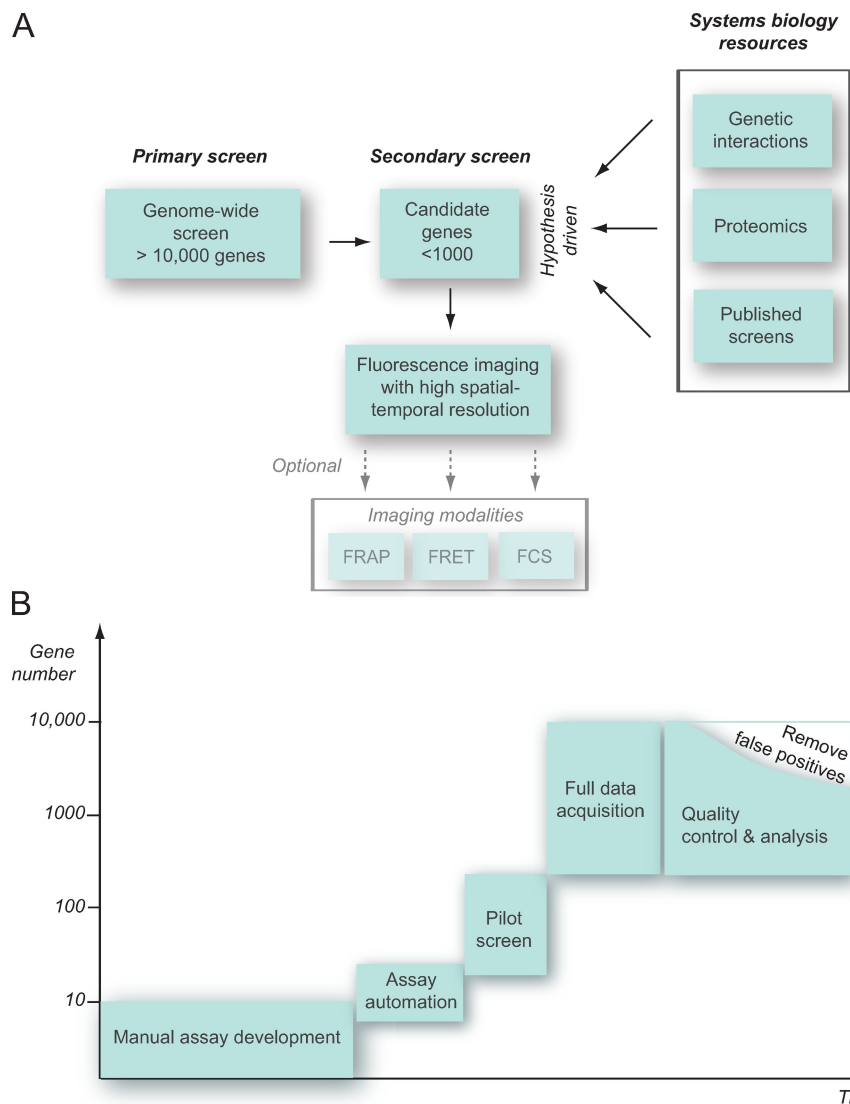 A
Systems biology
resources
Genetic
interactions
Primary screen
Secondary screen
Genome-wide
screen
> 10,000 genes
Candidate
genes
<1000
Hypothesis
driven
Proteomics
Published
screens
Fluorescence imaging
with high spatial-
temporal resolution
Optional
Imaging modalities
FRAP
FRET
FCS
B
Gene
number
10,000
1000
100
10
Remove
false positives
Full data
acquisition
Quality
control & analysis
Pilot
screen
Assay
automation
Manual assay development